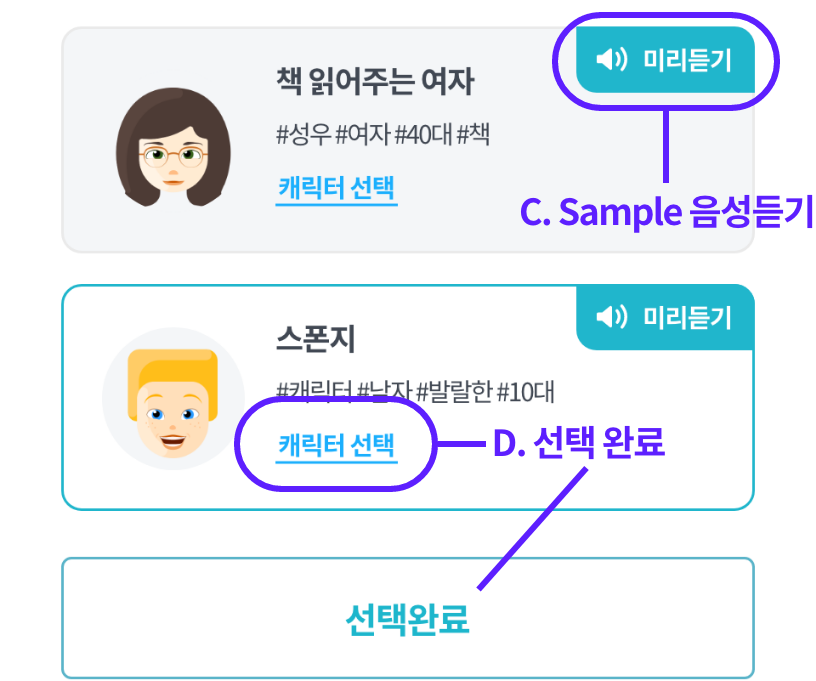 미리듣기
책 읽어주는 여자
#성우 #여자 #40대 #책
캐릭터 선택
C. Sample 음성듣기
미리듣기
스폰지
#캐릭터 #남자 #발랄한 #10대
캐릭터 선택
D. 선택 완료
선택완료